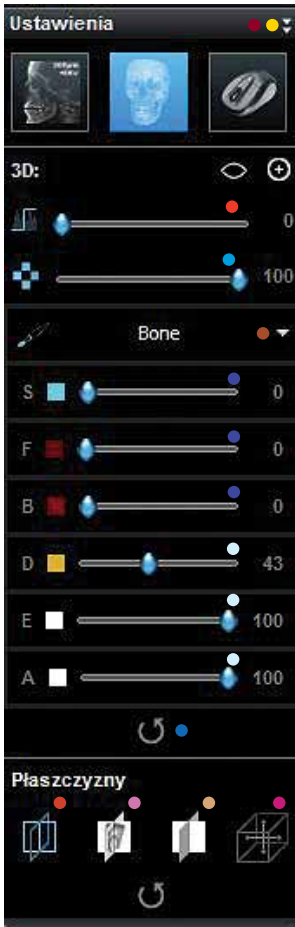 Ustawienia
3D:
0
100
Bone
S 0
F 0
B 0
D 43
E 100
A 100
Płaszczyzny